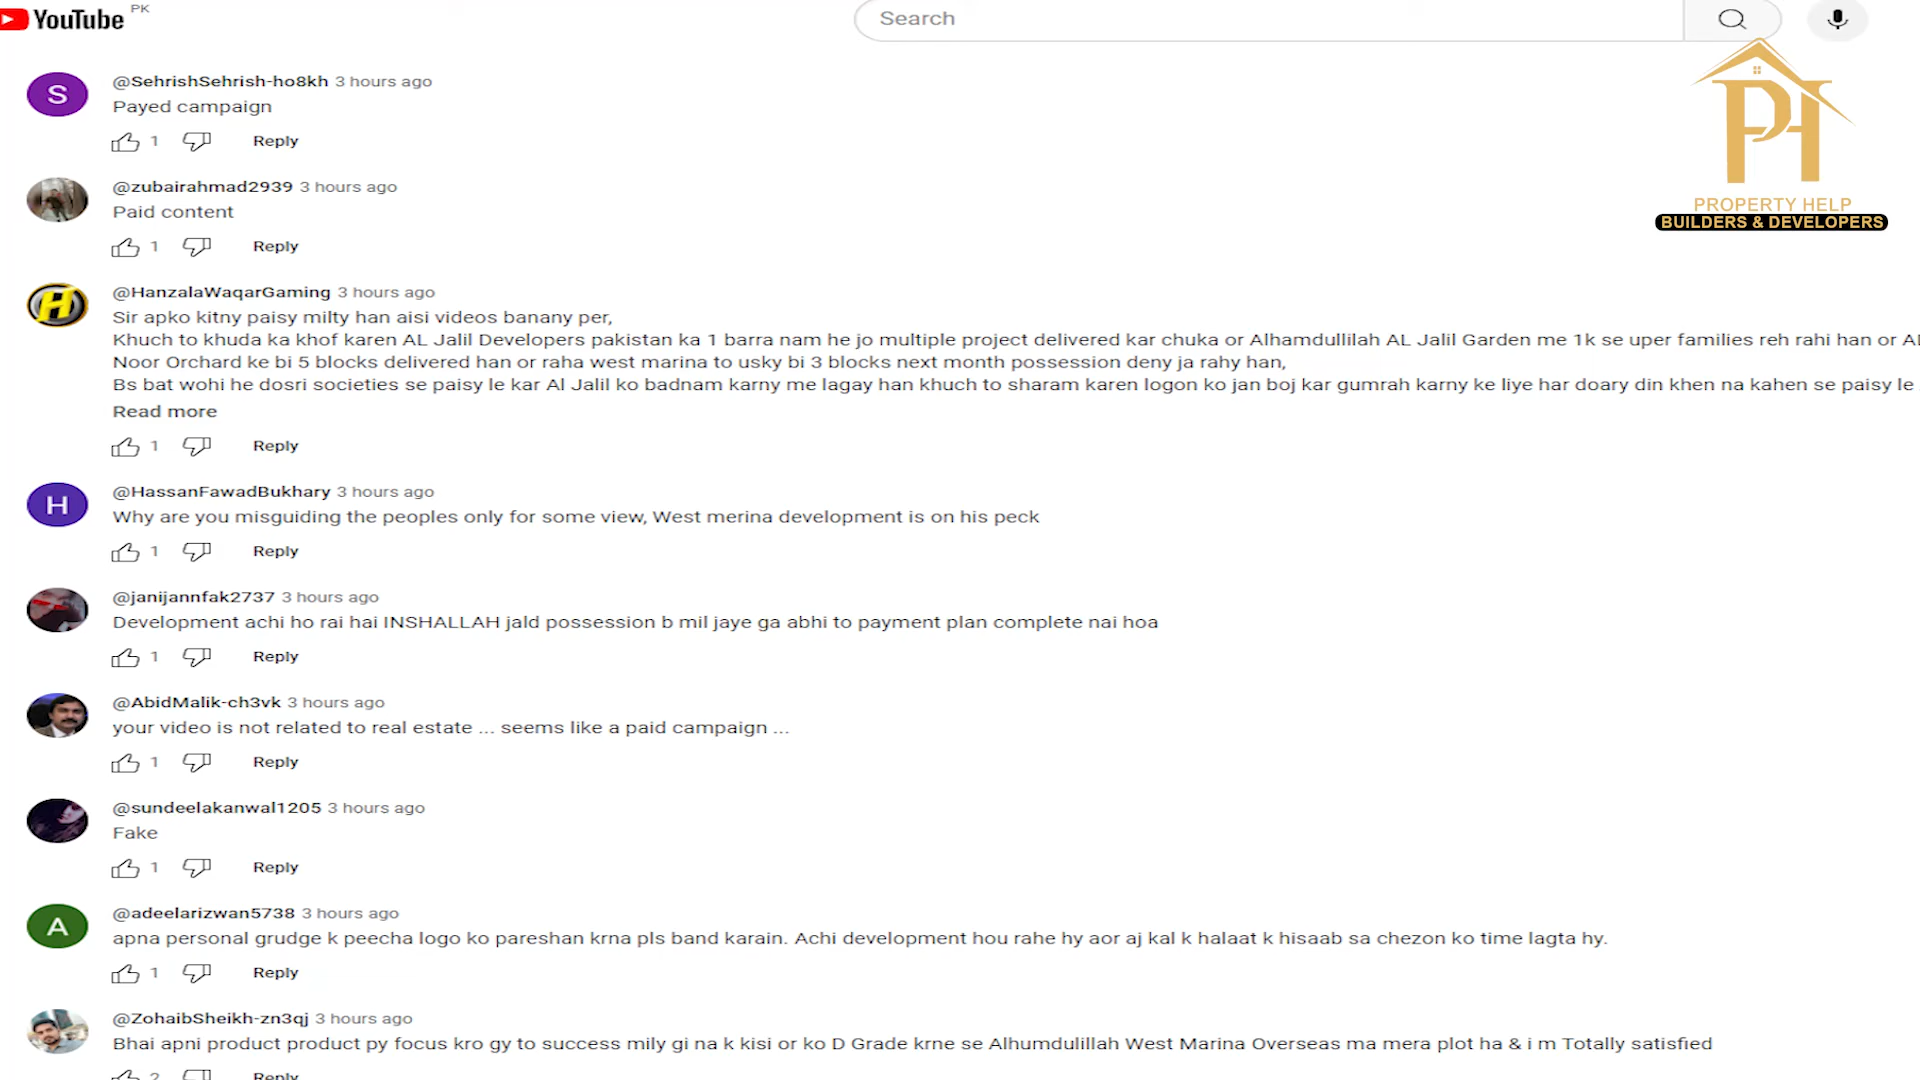 YouTube PK
Search
PROPERTY HELP
BUILDERS & DEVELOPERS
S
@SehrishSehrish-ho8kh 3 hours ago
Payed campaign
1 Reply
@zubairahmad2939 3 hours ago
Paid content
1 Reply
H
@HanzalaWaqarGaming 3 hours ago
Sir apko kitny paisy milty han aisi videos banany per,
Khuch to khuda ka khof karen AL Jalil Developers pakistan ka 1 barra nam he jo multiple project delivered kar chuka or Alhamdullilah AL Jalil Garden me 1k se uper families reh rahi han or Al
Noor Orchard ke bi 5 blocks delivered han or raha west marina to usky bi 3 blocks next month possession deny ja rahy han,
Bs bat wohi he dosri societies se paisy le kar Al Jalil ko badnam karny me lagay han khuch to sharam karen logon ko jan boj kar gumrah karny ke liye har doary din khen na kahen se paisy le
Read more
1 Reply
H
@HassanFawadBukhary 3 hours ago
Why are you misguiding the peoples only for some view, West merina development is on his peck
1 Reply
@janijannfak2737 3 hours ago
Development achi ho rai hai INSHALLAH jald possession b mil jaye ga abhi to payment plan complete nai hoa
1 Reply
@AbidMalik-ch3vk 3 hours ago
your video is not related to real estate ... seems like a paid campaign ...
1 Reply
@sundeelakanwal1205 3 hours ago
Fake
1 Reply
A
@adeelarizwan5738 3 hours ago
apna personal grudge k peecha logo ko pareshan krna pls band karain. Achi development hou rahe hy aor aj kal k halaat k hisaab sa chezon ko time lagta hy.
1 Reply
@ZohaibSheikh-zn3qj 3 hours ago
Bhai apni product product py focus kro gy to success mily gi na k kisi or ko D Grade krne se Alhumdulillah West Marina Overseas ma mera plot ha & i m Totally satisfied
2 Reply